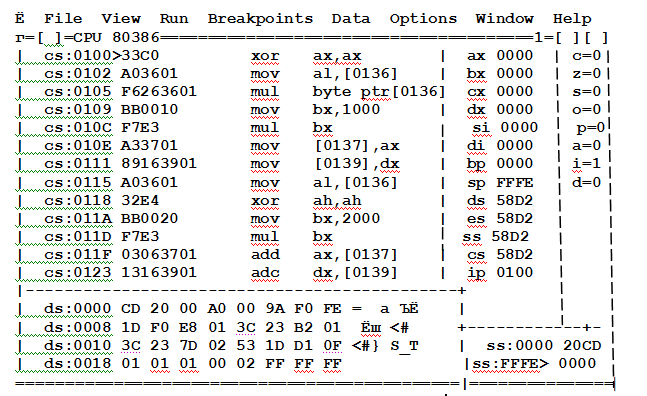 Ë File View Run Breakpoints Data Options Window Help
r=[ ]=CPU 80386══════════════════════════════════════1=[ ][ ]
| cs:0100>33C0 xor ax,ax | ax 0000 | c=0|
| cs:0102 A03601 mov al,[0136] | bx 0000 | z=0|
| cs:0105 F6263601 mul byte ptr[0136] cx 0000 | s=0|
| cs:0109 BB0010 mov bx,1000 | dx 0000 | o=0|
| cs:010C F7E3 mul bx | si 0000 | p=0|
| cs:010E A33701 mov [0137],ax | di 0000 | a=0|
| cs:0111 89163901 mov [0139],dx | bp 0000 | i=1|
| cs:0115 A03601 mov al,[0136] | sp FFFE | d=0|
| cs:0118 32E4 xor ah,ah | ds 58D2 | |
| cs:011A BB0020 mov bx,2000 | es 58D2 | |
| cs:011D F7E3 mul bx | ss 58D2 | |
| cs:011F 03063701 add ax,[0137] | cs 58D2 | |
| cs:0123 13163901 adc dx,[0139] | ip 0100 | |
|--------------------------------------------+ | |
| ds:0000 CD 20 00 A0 00 9A F0 FE = a ЪЁ | | |
| ds:0008 1D F0 E8 01 3C 23 B2 01 Ёш <# +------------+-
| ds:0010 3C 23 7D 02 53 1D D1 0F <#} S_T | ss:0000 20CD
| ds:0018 01 01 01 00 02 FF FF FF |ss:FFFE> 0000 |
═════════════════════════════════════════════|═══════════════|